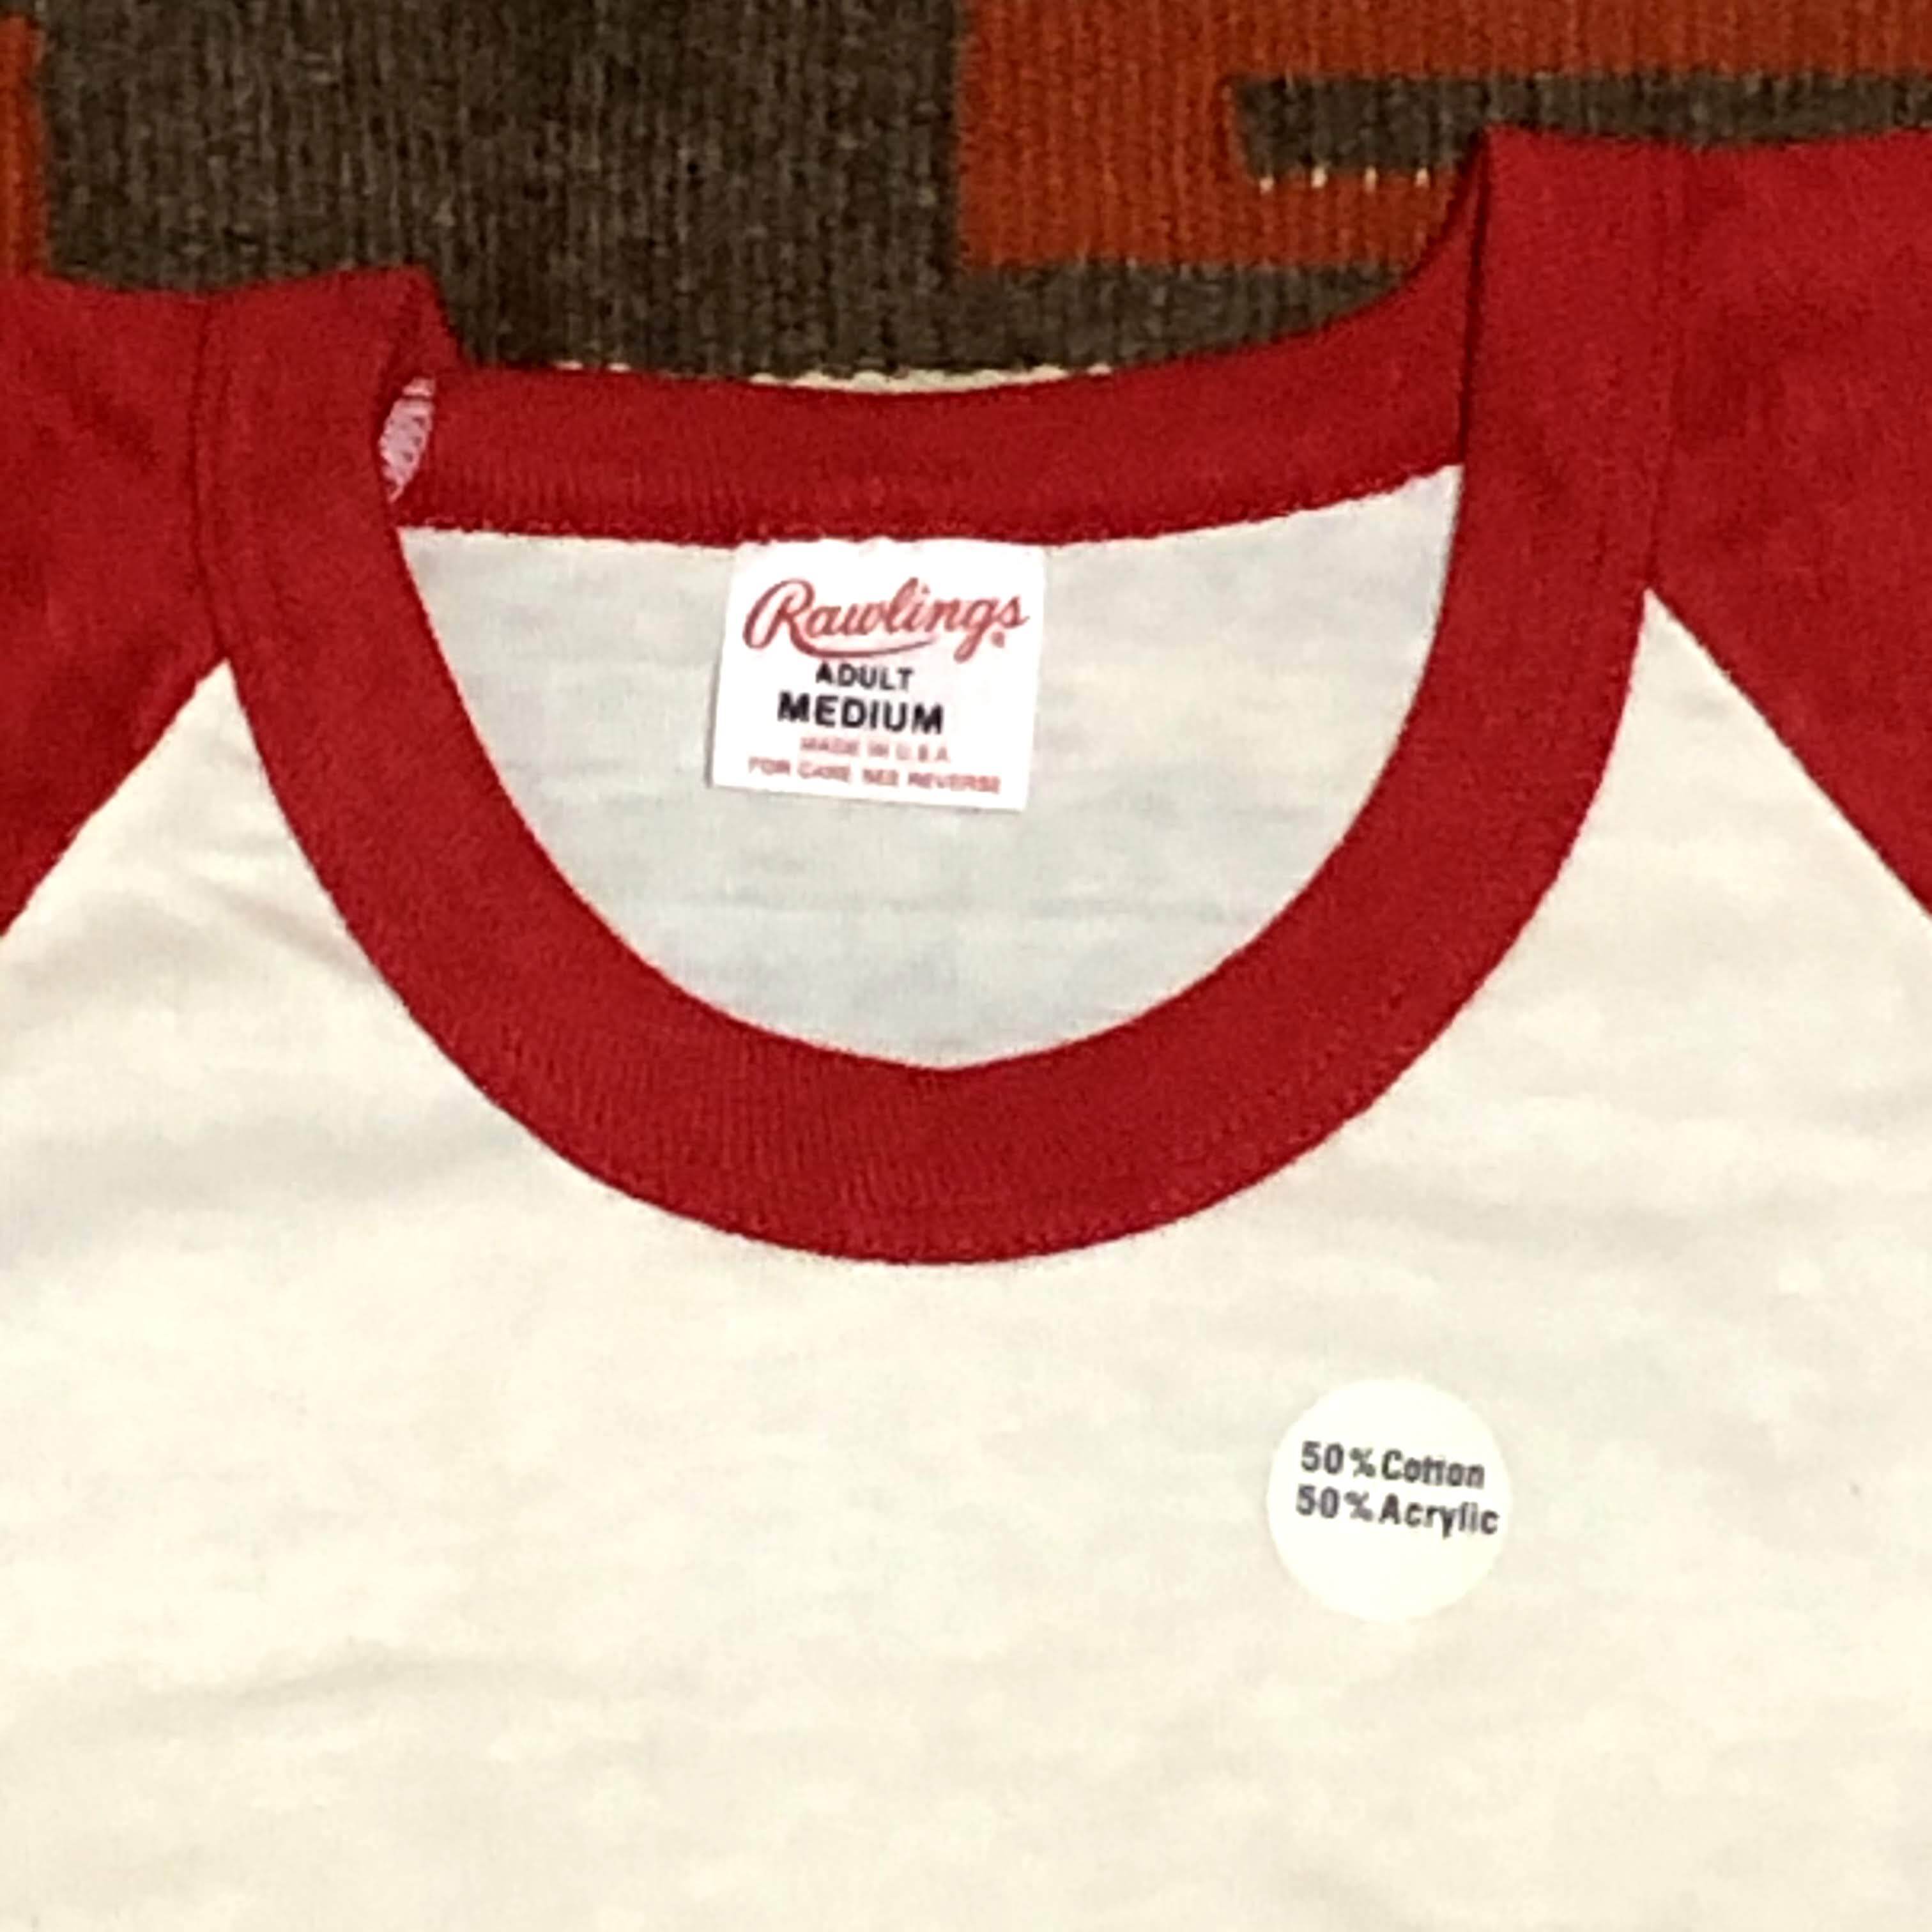 Rawlings®
ADULT
MEDIUM
MADE IN U.S.A
FOR CARE SEE REVERSE
50% Cotton
50% Acrylic